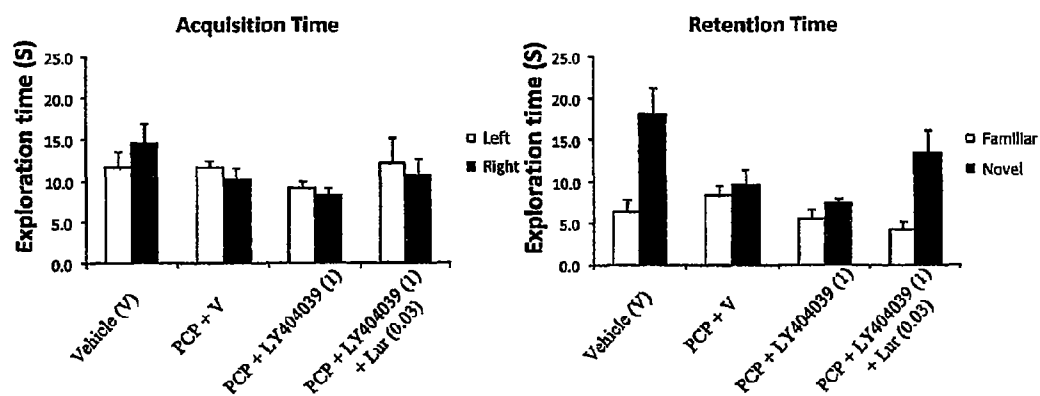 Acquisition Time
Exploration time (S)
25.0
20.0
15.0
10.0
5.0
0.0
Left
Right
Vehicle (V)
PCP + V
PCP + LY404039 (1)
PCP + LY404039 (1)
+ Lur (0.03)
Retention Time
Exploration time (S)
25.0
20.0
15.0
10.0
5.0
0.0
Familiar
Novel
Vehicle (V)
PCP + V
PCP + LY404039 (1)
PCP + LY404039 (1)
+ Lur (0.03)